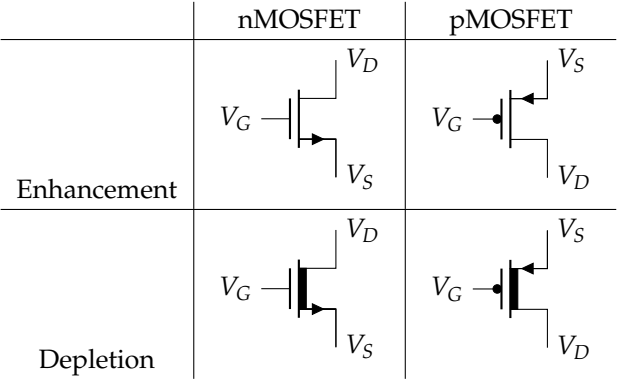 nMOSFET pMOSFET
V_D V_S
V_G V_G
V_S V_D
Enhancement
V_D V_S
V_G V_G
V_S V_D
Depletion